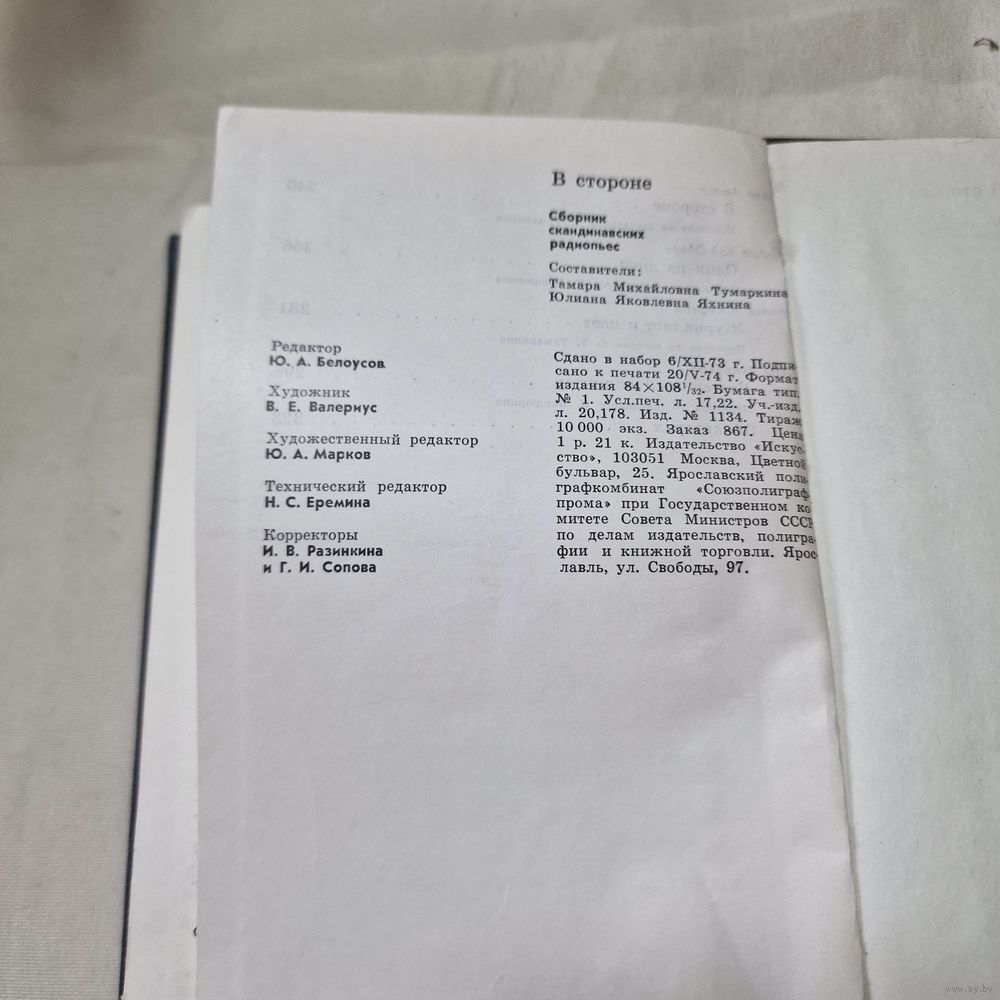 В стороне
Сборник
скандинавских
радиопьес
Составители:
Тамара Михайловна Тумаркина
Юлиана Яковлевна Яхнина
Редактор
Ю. А. Белоусов
Художник
В. Е. Валериус
Художественный редактор
Ю. А. Марков
Технический редактор
Н. С. Еремина
Корректоры
И. В. Разинкина
и Г. И. Сопова
Сдано в набор 6/XII-73 г. Подпи-
сано к печати 20/V-74 г. Формат
издания 84×108¹/₃₂. Бумага тип.
№ 1. Усл.печ. л. 17,22. Уч.-изд.
л. 20,178. Изд. № 1134. Тираж
10 000 экз. Заказ 867. Цена
1 р. 21 к. Издательство «Искус-
ство», 103051 Москва, Цветной
бульвар, 25. Ярославский поли-
графкомбинат «Союзполиграф-
прома» при Государственном ко-
митете Совета Министров СССР
по делам издательств, полигра-
фии и книжной торговли. Яро-
лавль, ул. Свободы, 97.
www.ay.by